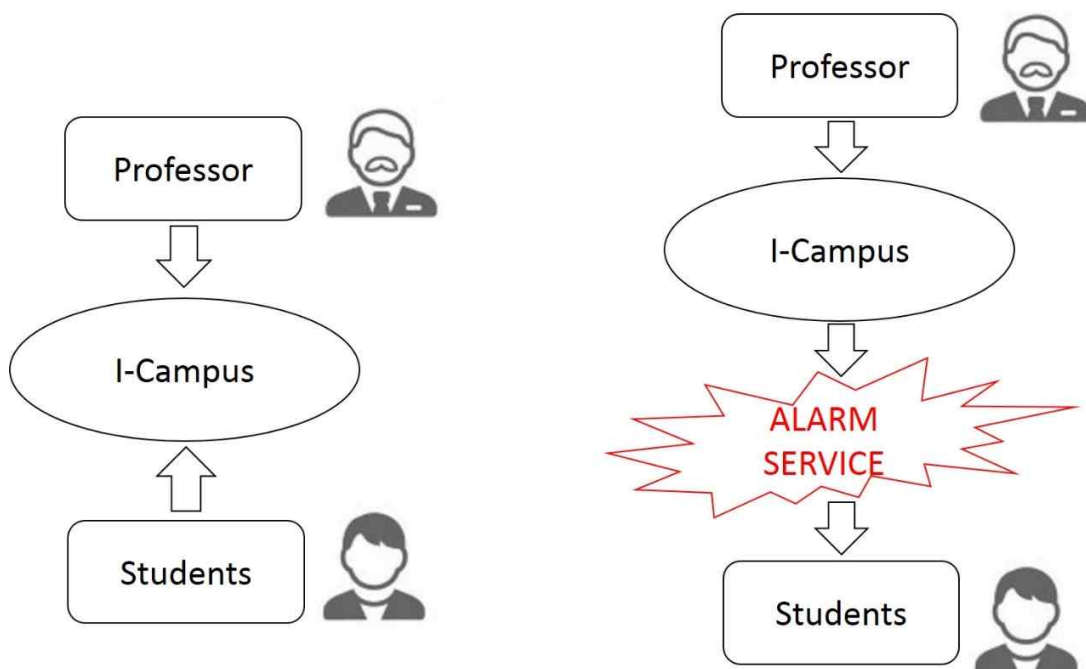 Professor
I-Campus
Students
Professor
I-Campus
ALARM
SERVICE
Students